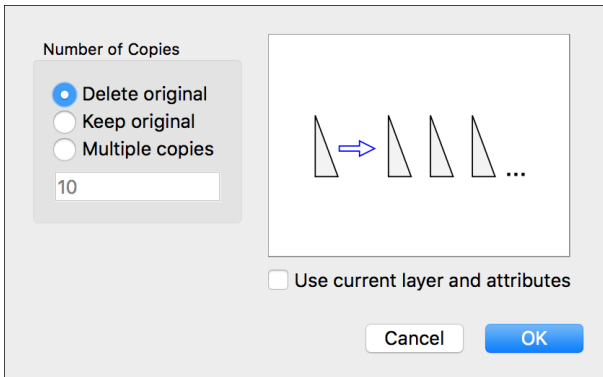 Number of Copies
Delete original
Keep original
Multiple copies
10
...
Use current layer and attributes
Cancel
OK